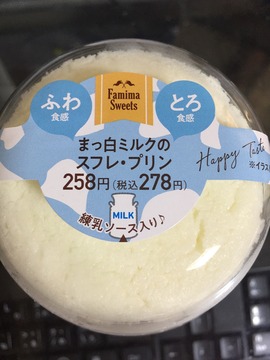 Famima
Sweets
ふわ
食感
とろ
食感
まっ白ミルクの
スフレ・プリン
258円(税込278円)
Happy Tast
※イラス
MILK
練乳ソース入り♪